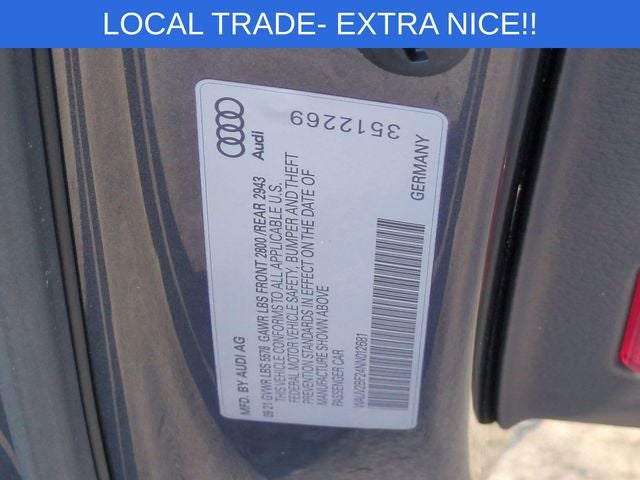 LOCAL TRADE- EXTRA NICE!!
3512269
Audi
MFD. BY AUDI AG
09 21 GVWR LBS 5578 GAWR LBS FRONT 2800 /REAR 2943
THIS VEHICLE CONFORMS TO ALL APPLICABLE U.S.
FEDERAL MOTOR VEHICLE SAFETY, BUMPER AND THEFT
PREVENTION STANDARDS IN EFFECT ON THE DATE OF
MANUFACTURE SHOWN ABOVE
PASSENGER CAR
GERMANY